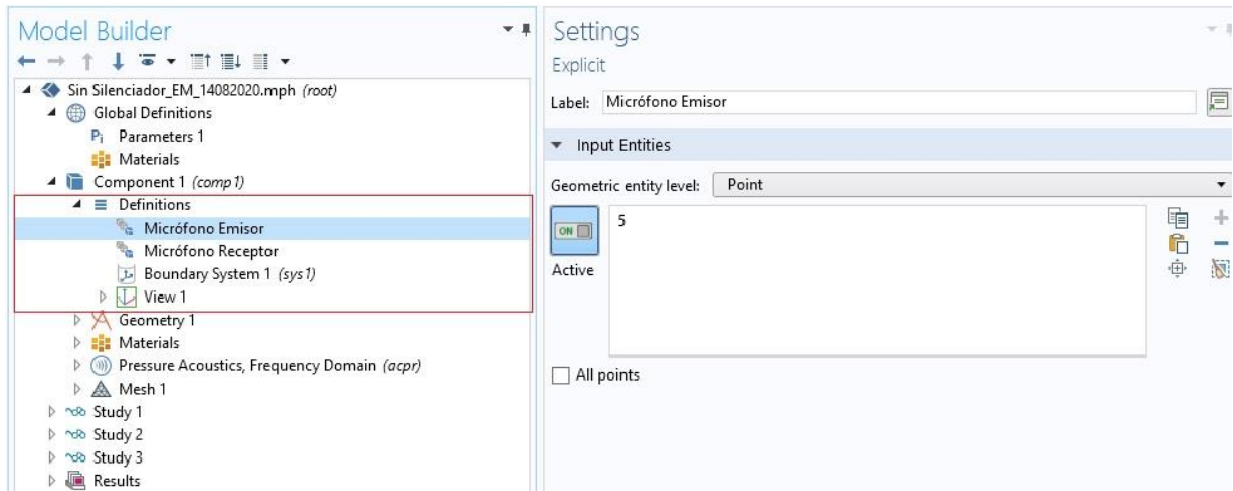 Model Builder
Sin Silenciador_EM_14082020.mph (root)
Global Definitions
Pi Parameters 1
Materials
Component 1 (comp1)
Definitions
Micrófono Emisor
Micrófono Receptor
Boundary System 1 (sys1)
View 1
Geometry 1
Materials
Pressure Acoustics, Frequency Domain (acpr)
Mesh 1
Study 1
Study 2
Study 3
Results
Settings
Explicit
Label: Micrófono Emisor
Input Entities
Geometric entity level: Point
ON
5
Active
All points